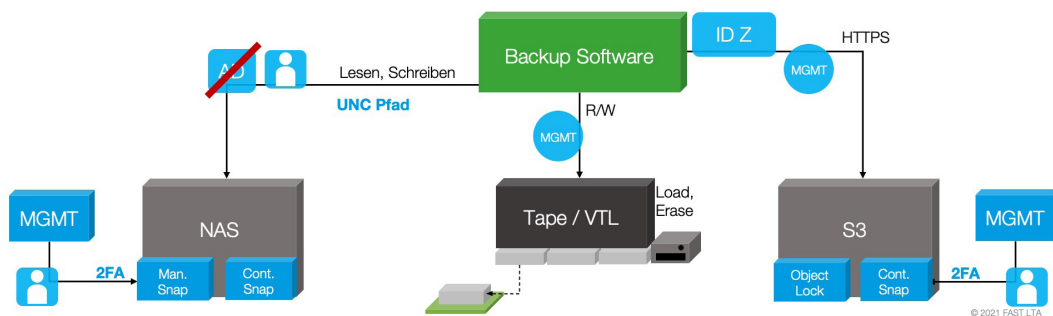 Backup Software
ID Z
HTTPS
MGMT
AD
Lesen, Schreiben
UNC Pfad
R/W
MGMT
MGMT
NAS
2FA
Man.
Snap
Cont.
Snap
Tape / VTL
Load,
Erase
S3
Object
Lock
Cont.
Snap
2FA
MGMT
© 2021 FAST LTA